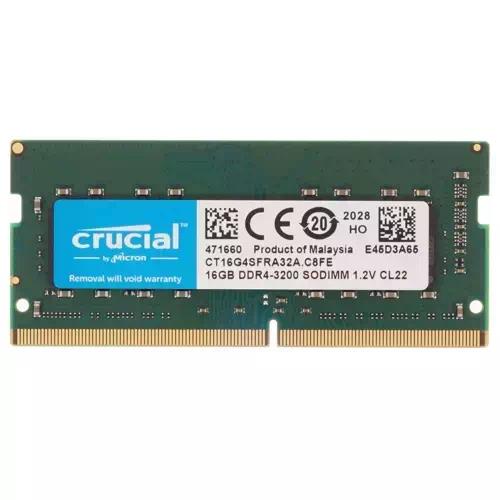 crucial™
by Micron
Removal will void warranty
CE
20
2028
HO
471660 Product of Malaysia E45D3A65
CT16G4SFRA32A.C8FE
16GB DDR4-3200 SODIMM 1.2V CL22